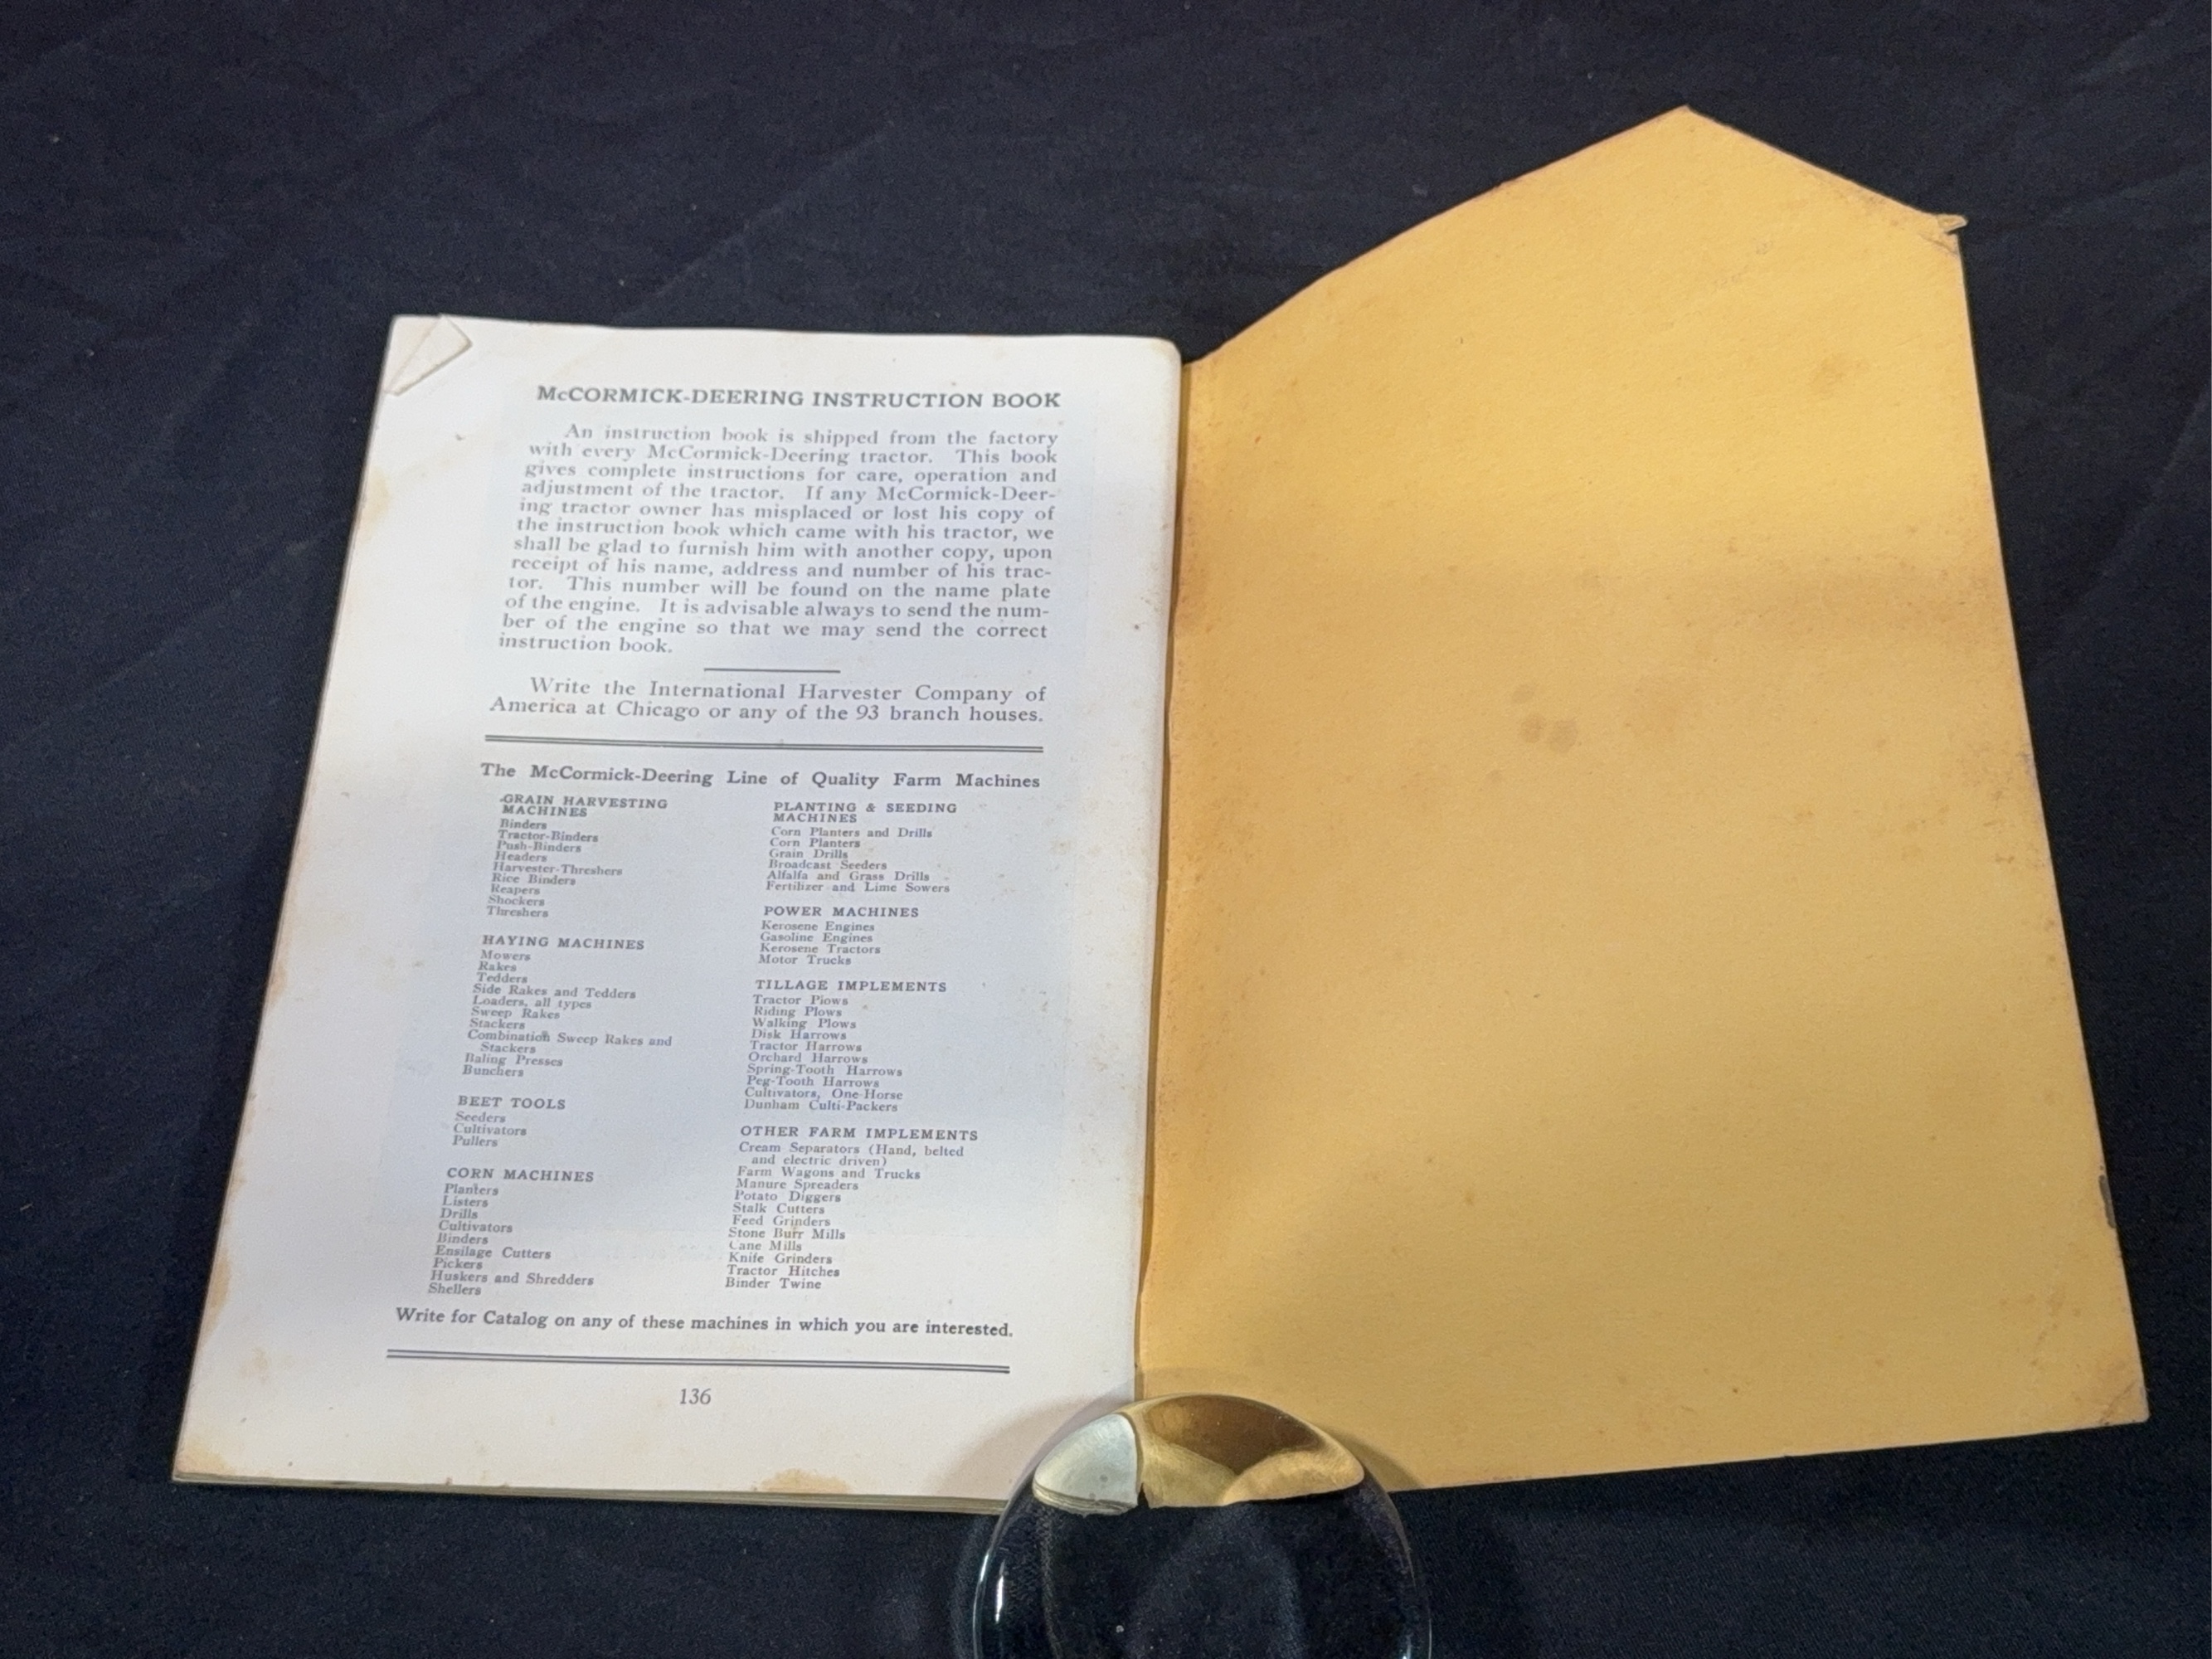 McCORMICK-DEERING INSTRUCTION BOOK
An instruction book is shipped from the factory
with every McCormick-Deering tractor. This book
gives complete instructions for care, operation and
adjustment of the tractor. If any McCormick-Deer-
ing tractor owner has misplaced or lost his copy of
the instruction book which came with his tractor, we
shall be glad to furnish him with another copy, upon
receipt of his name, address and number of his trac-
tor. This number will be found on the name plate
of the engine. It is advisable always to send the num-
ber of the engine so that we may send the correct
instruction book.
Write the International Harvester Company of
America at Chicago or any of the 93 branch houses.
The McCormick-Deering Line of Quality Farm Machines
GRAIN HARVESTING
MACHINES
Binders
Tractor-Binders
Push-Binders
Headers
Harvester-Threshers
Rice Binders
Reapers
Shockers
Threshers
HAYING MACHINES
Mowers
Rakes
Tedders
Side Rakes and Tedders
Loaders, all types
Sweep Rakes
Stackers
Combination Sweep Rakes and
Stackers
Baling Presses
Bunchers
BEET TOOLS
Seeders
Cultivators
Pullers
CORN MACHINES
Planters
Listers
Drills
Cultivators
Binders
Ensilage Cutters
Pickers
Huskers and Shredders
Shellers
PLANTING & SEEDING
MACHINES
Corn Planters and Drills
Corn Planters
Grain Drills
Broadcast Seeders
Alfalfa and Grass Drills
Fertilizer and Lime Sowers
POWER MACHINES
Kerosene Engines
Gasoline Engines
Kerosene Tractors
Motor Trucks
TILLAGE IMPLEMENTS
Tractor Plows
Riding Plows
Walking Plows
Disk Harrows
Tractor Harrows
Orchard Harrows
Spring-Tooth Harrows
Peg-Tooth Harrows
Cultivators, One-Horse
Dunham Culti-Packers
OTHER FARM IMPLEMENTS
Cream Separators (Hand, belted
and electric driven)
Farm Wagons and Trucks
Manure Spreaders
Potato Diggers
Stalk Cutters
Feed Grinders
Stone Burr Mills
Cane Mills
Knife Grinders
Tractor Hitches
Binder Twine
Write for Catalog on any of these machines in which you are interested.
136